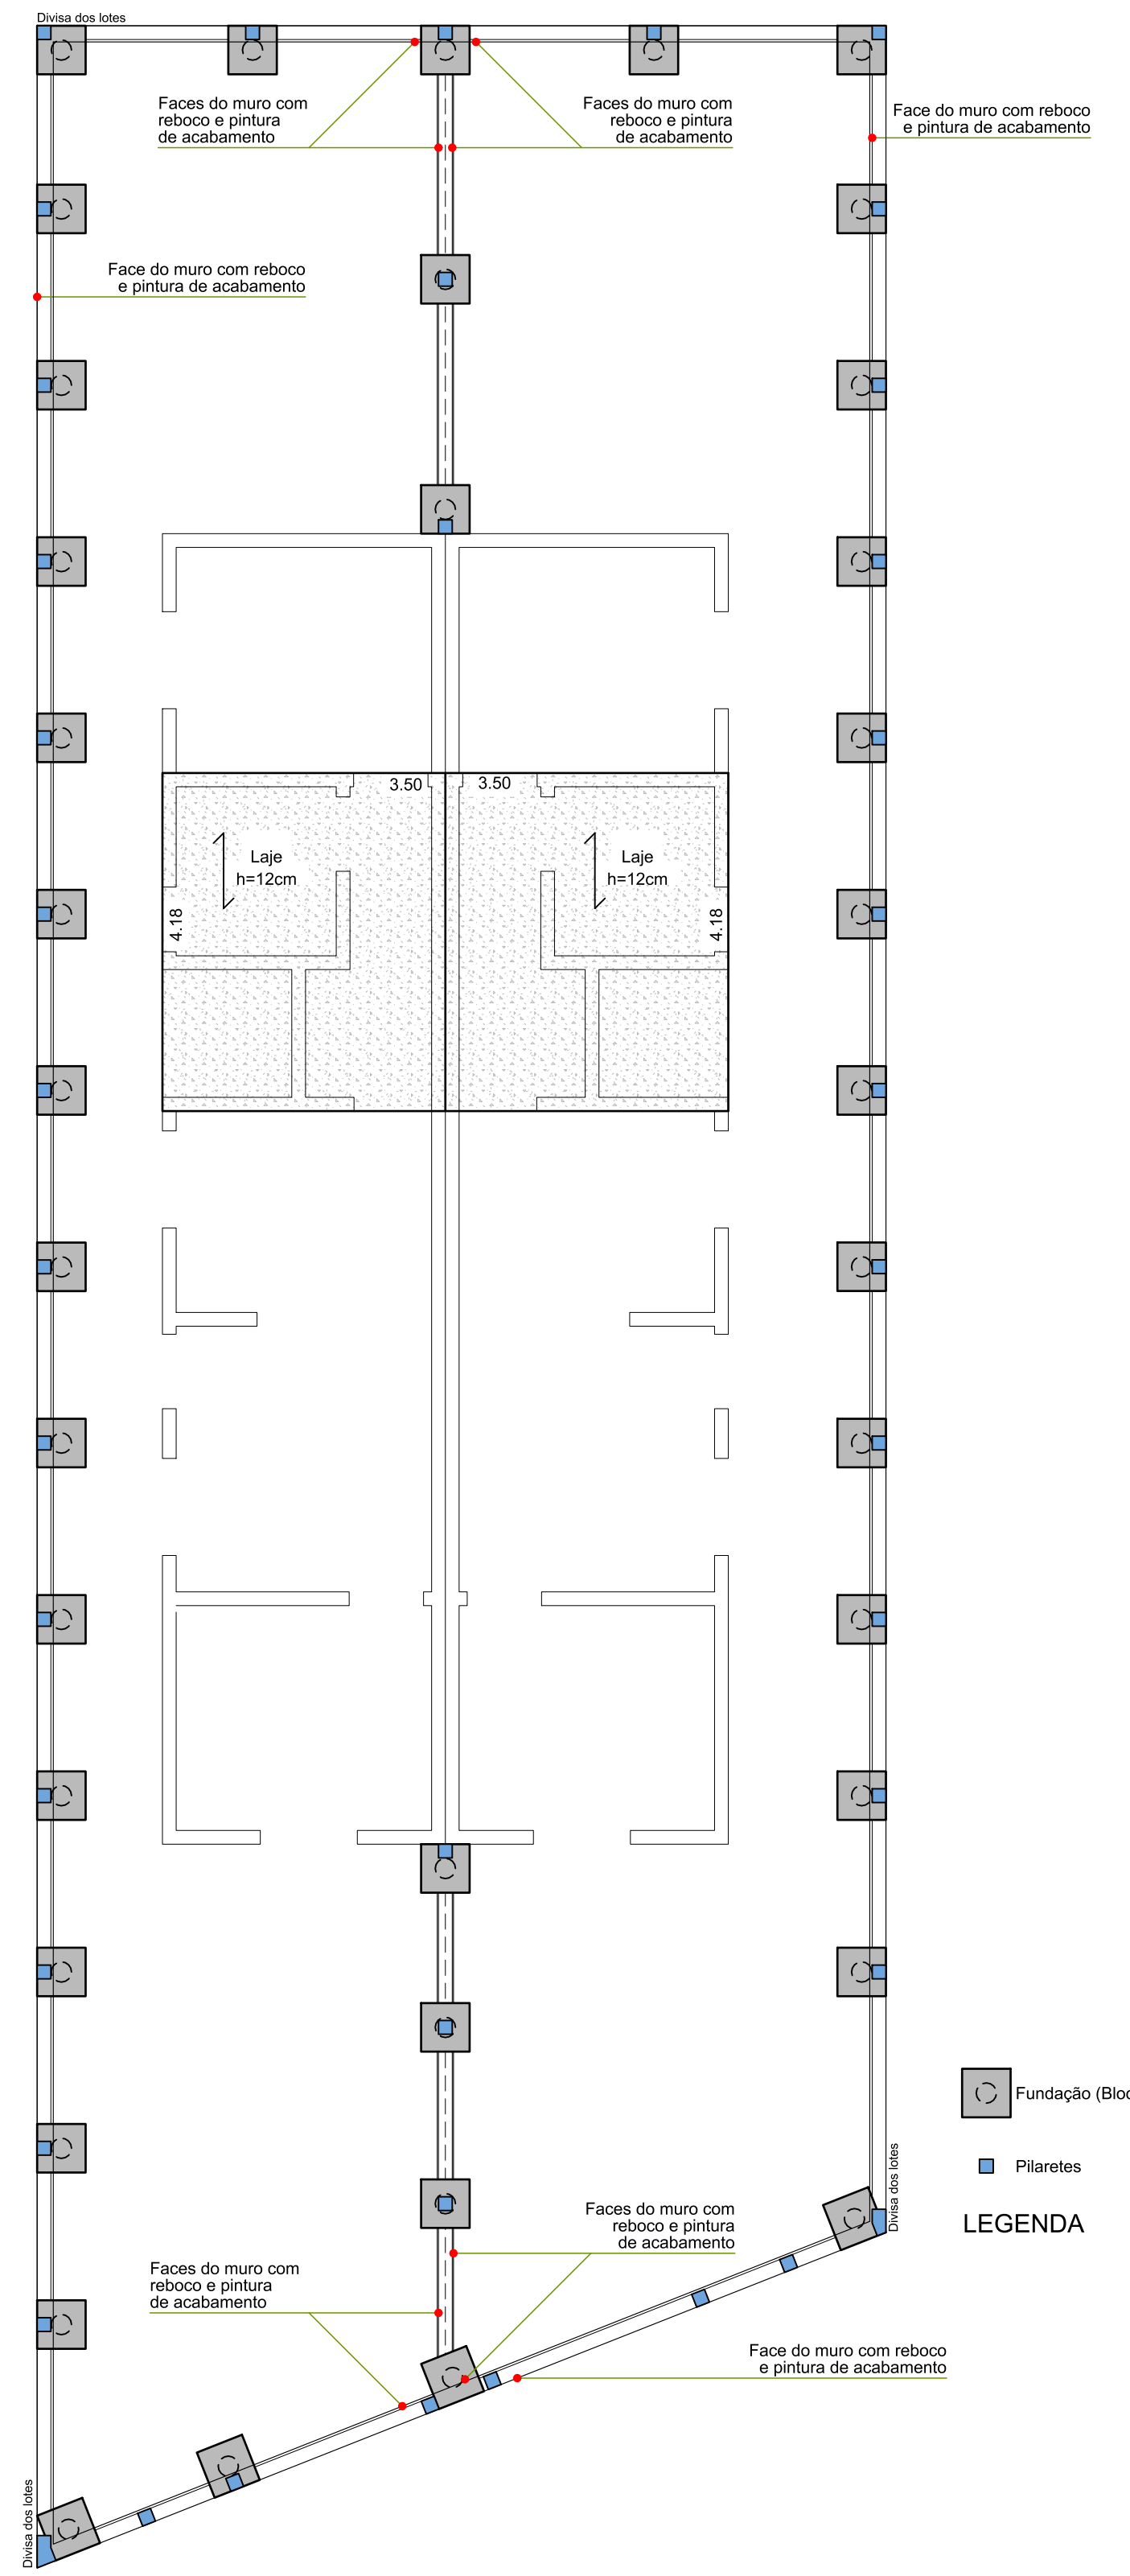 Divisa dos lotes
Faces do muro com
reboco e pintura
de acabamento
Faces do muro com
reboco e pintura
de acabamento
Face do muro com reboco
e pintura de acabamento
Face do muro com reboco
e pintura de acabamento
3.50
3.50
Laje
h=12cm
Laje
h=12cm
4.18
4.18
Fundação
Pilaretes
Divisa dos lotes
LEGENDA
Faces do muro com
reboco e pintura
de acabamento
Faces do muro com
reboco e pintura
de acabamento
Face do muro com reboco
e pintura de acabamento
Divisa dos lotes